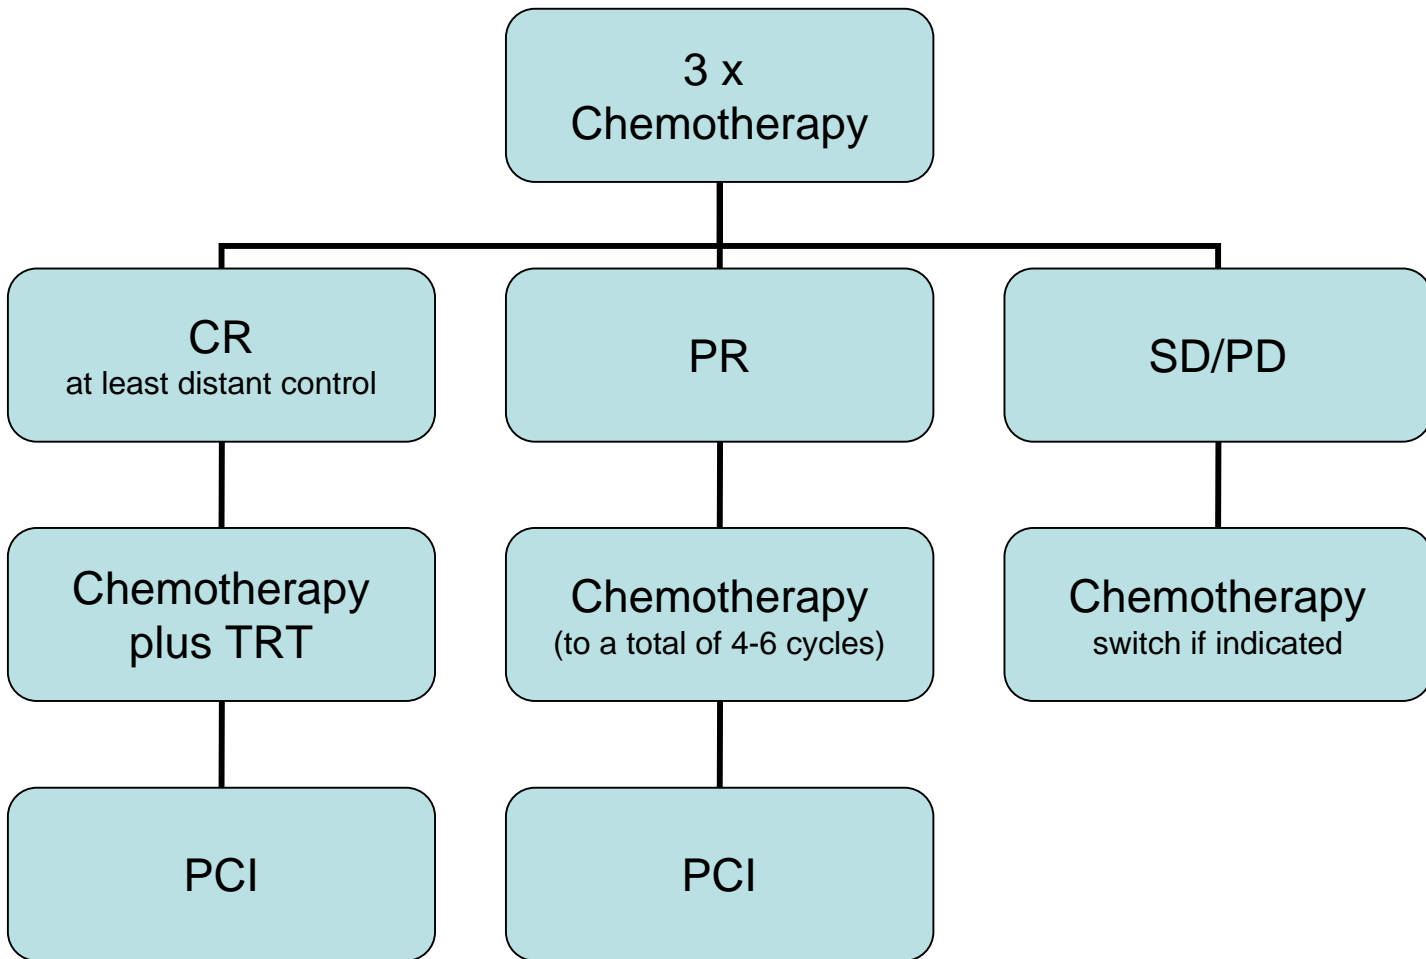 3 x
Chemotherapy
CR
at least distant control
PR
SD/PD
Chemotherapy
plus TRT
Chemotherapy
(to a total of 4-6 cycles)
Chemotherapy
switch if indicated
PCI
PCI